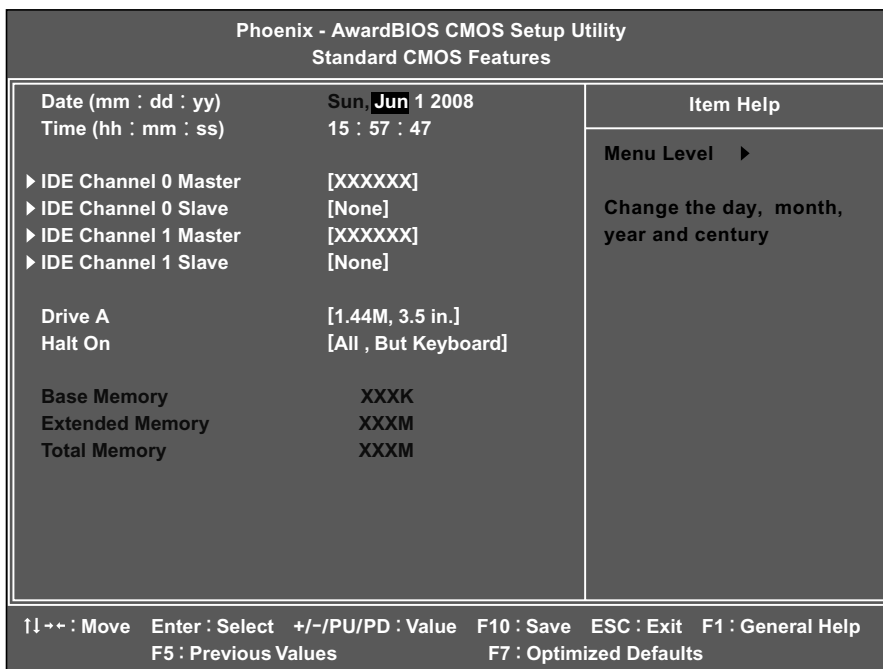 Phoenix - AwardBIOS CMOS Setup Utility
Standard CMOS Features
Date (mm : dd : yy) Sun, Jun 1 2008
Time (hh : mm : ss) 15 : 57 : 47
▶ IDE Channel 0 Master [XXXXXX]
▶ IDE Channel 0 Slave [None]
▶ IDE Channel 1 Master [XXXXXX]
▶ IDE Channel 1 Slave [None]
Drive A [1.44M, 3.5 in.]
Halt On [All , But Keyboard]
Base Memory XXXK
Extended Memory XXXM
Total Memory XXXM
Item Help
Menu Level ▶
Change the day, month,
year and century
↑↓→← : Move Enter : Select +/-/PU/PD : Value F10 : Save ESC : Exit F1 : General Help
F5 : Previous Values F7 : Optimized Defaults